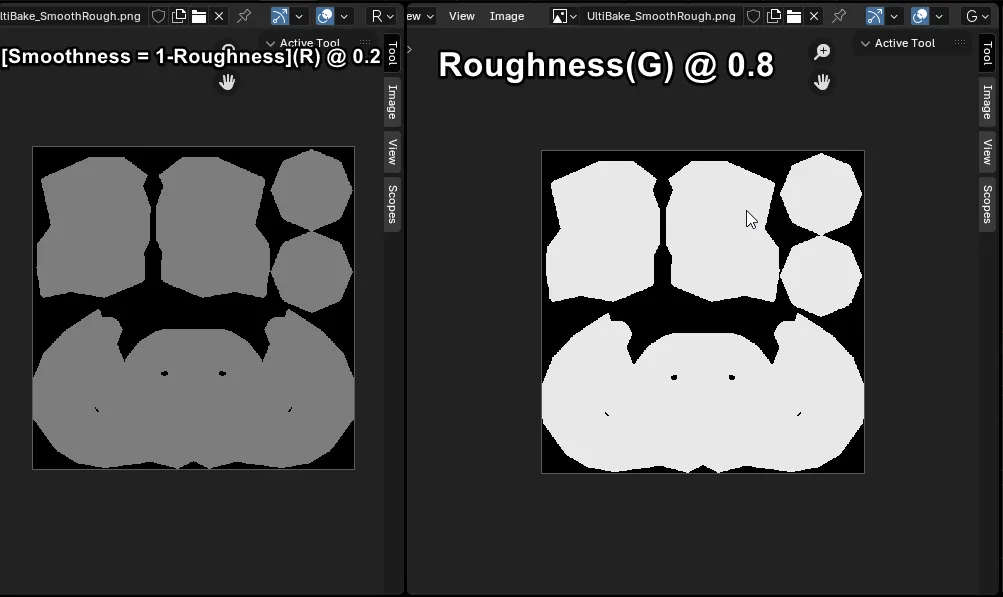 ltiBake_SmoothRough.png
R
ew
View
Image
UltiBake_SmoothRough.png
G
Active Tool
[Smoothness = 1-Roughness](R) @ 0.2
Tool
Image
View
Scopes
Active Tool
Roughness(G) @ 0.8
Tool
Image
View
Scopes